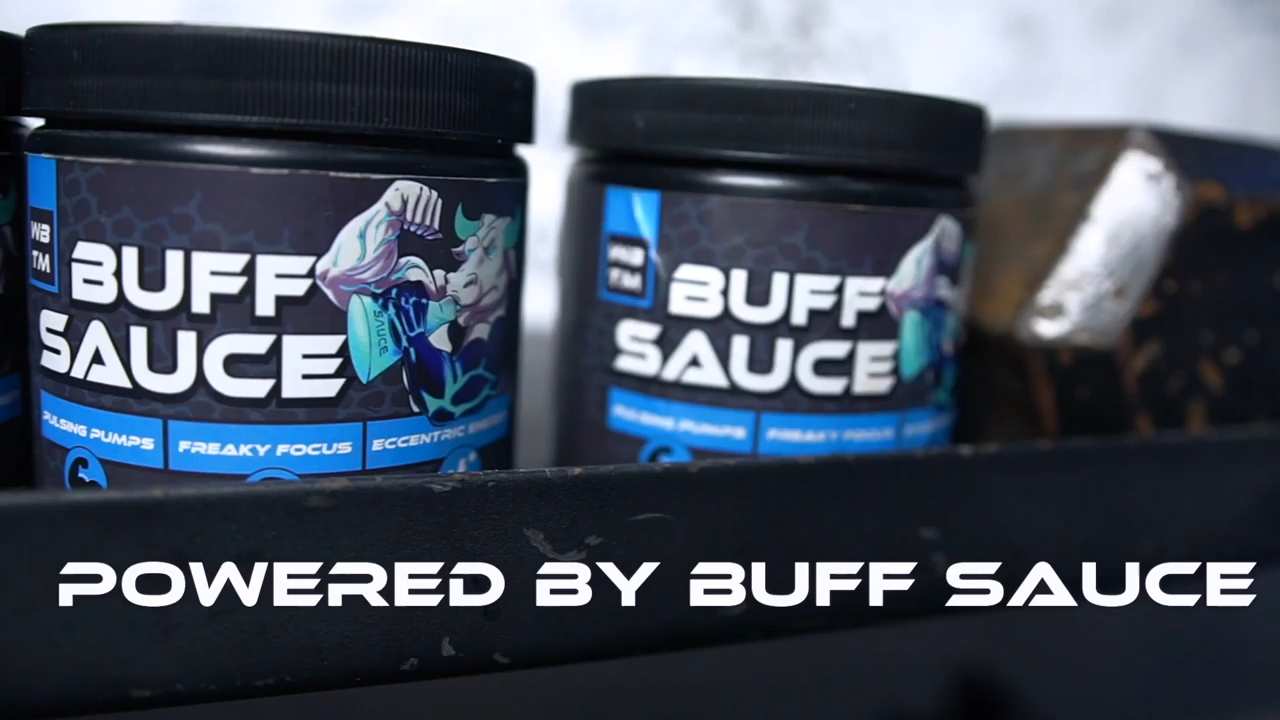 WB
TM
BUFF
SAUCE
SAUCE
PULSING PUMPS
FREAKY FOCUS
ECCENTRIC
WB
TM
BUFF
SAUCE
PULSING PUMPS
FREAKY FOCUS
POWERED BY BUFF SAUCE